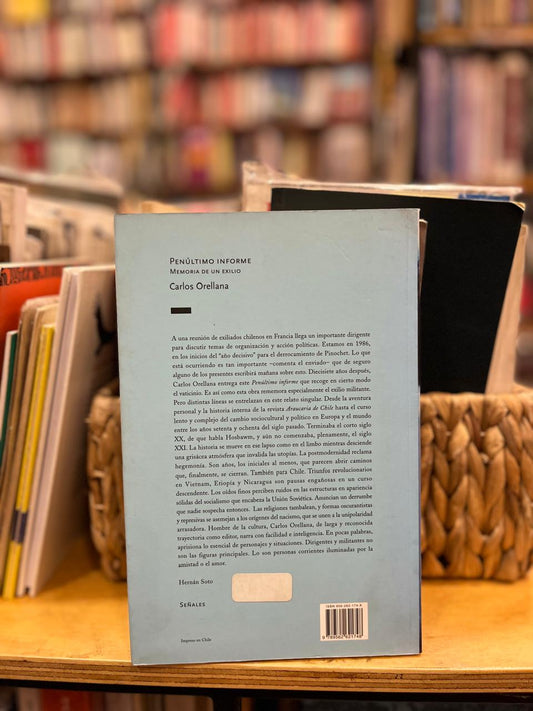 PENÚLTIMO INFORME
MEMORIA DE UN EXILIO
Carlos Orellana
A una reunión de exiliados chilenos en Francia llega un importante dirigente
para discutir temas de organización y acción políticas. Estamos en 1986,
en los inicios del "año decisivo" para el derrocamiento de Pinochet. Lo que
está ocurriendo es tan importante –comenta el enviado– que de seguro
alguno de los presentes escribirá mañana sobre esto. Diecisiete años después,
Carlos Orellana entrega este Penúltimo informe que recoge en cierto modo
el vaticinio. Es así que esta obra rememora especialmente el exilio militante.
Pero distintas líneas se entrelazan en este relato singular. Desde la aventura
personal y la historia interna de la revista Araucaria de Chile hasta el curso
lento y complejo del cambio sociocultural y político en Europa y el mundo
entre los años setenta y ochenta del siglo pasado. Terminaba el corto siglo
XX, de que habla Hobsbawm, y aún no comenzaba, plenamente, el siglo
XXI. La historia se mueve en ese lapso como en el limbo mientras desciende
una grisácea atmósfera que invalida las utopías. La postmodernidad reclama
hegemonía. Son años, los iniciales al menos, que parecen abrir caminos
que, finalmente, se cierran. También para Chile. Triunfos revolucionarios
en Vietnam, Etiopía y Nicaragua son pausas engañosas en un curso
descendente. Los oídos finos perciben ruidos en las estructuras en apariencia
sólidas del socialismo que encabeza la Unión Soviética. Anuncian un derrumbe
que nadie sospecha entonces. Las religiones tambalean, y formas oscurantistas
y represivas se asemejan a los orígenes del nacismo, que se unen a la unipolaridad
arrasadora. Hombre de la cultura, Carlos Orellana, de larga y reconocida
trayectoria como editor, narra con facilidad e inteligencia. En pocas palabras,
aprisiona lo esencial de personajes y situaciones. Dirigentes y militantes no
son las figuras principales. Lo son personas corrientes iluminadas por la
amistad o el amor.
Hernán Soto
SEÑALES
Impreso en Chile
ISBN 956-262-174-8
9 789562 621748